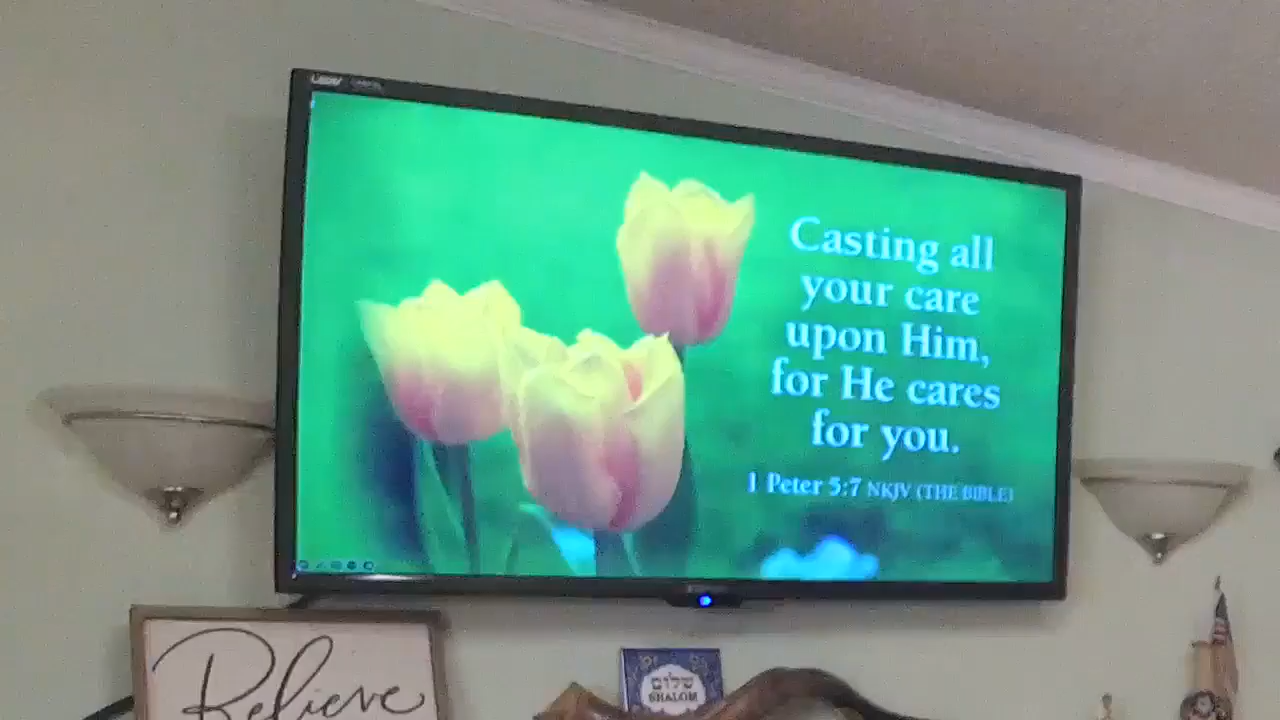 Casting all
your care
upon Him,
for He cares
for you.
1 Peter 5:7 NKJV (THE BIBLE)
Believe
שלום
SHALOM